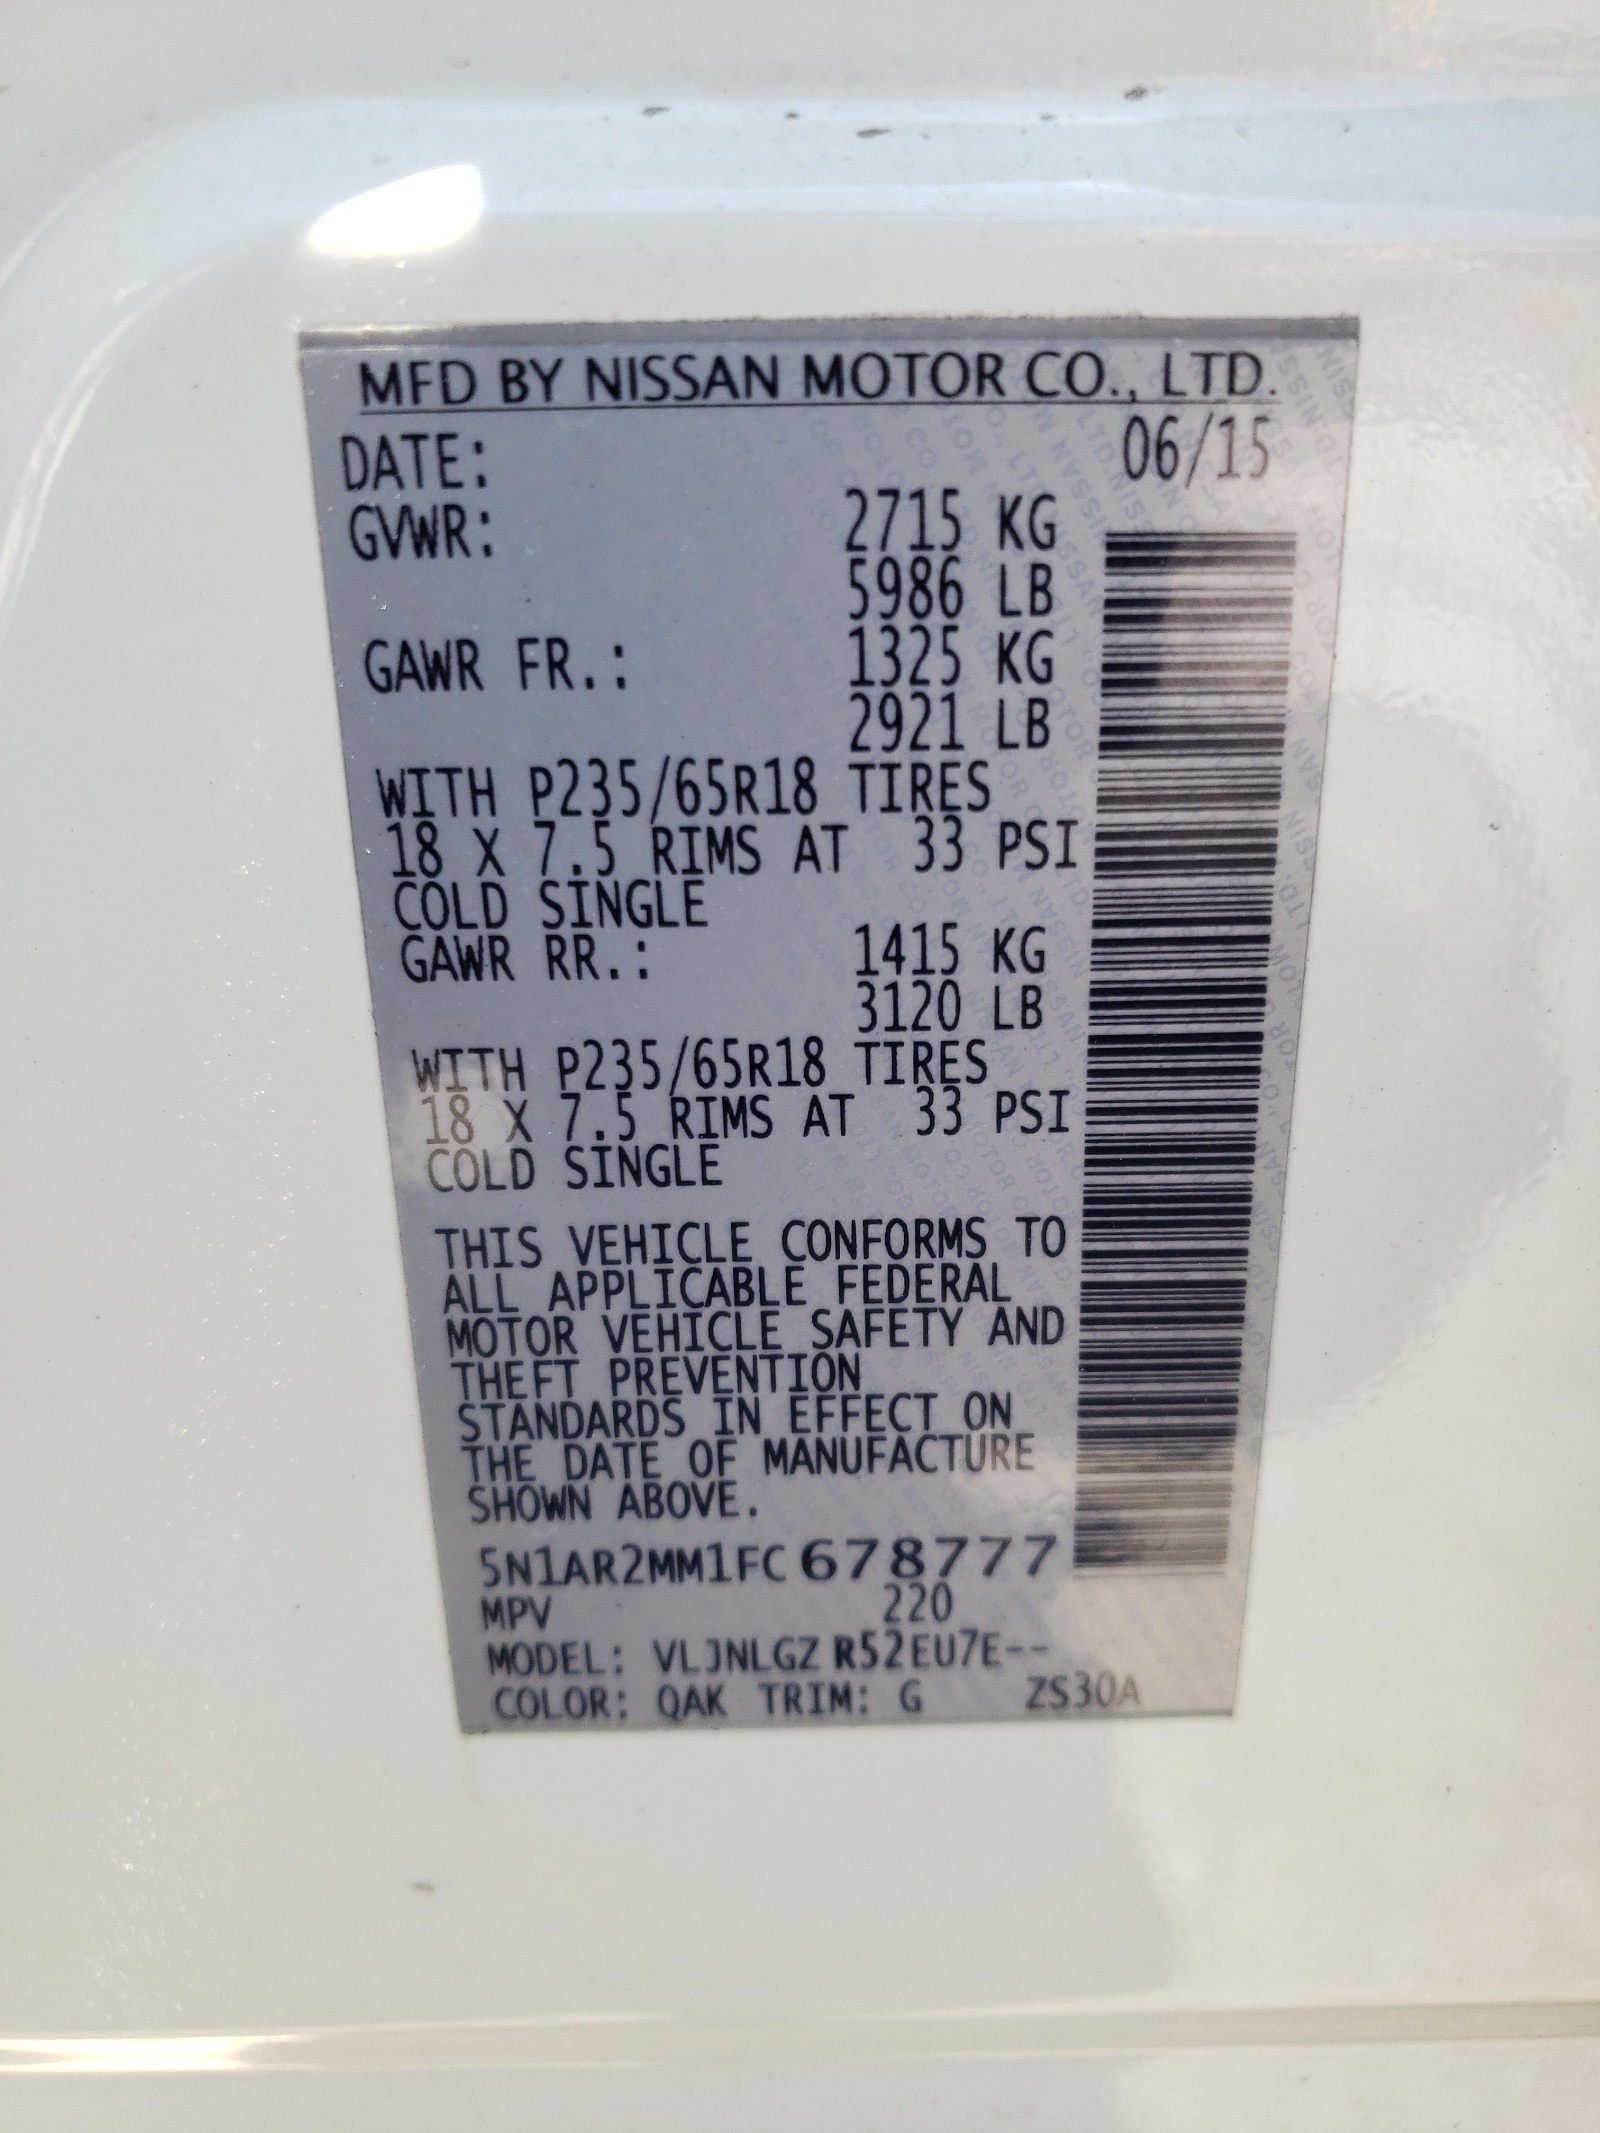 MFD BY NISSAN MOTOR CO., LTD.
DATE: 06/15
GVWR: 2715 KG
5986 LB
GAWR FR.: 1325 KG
2921 LB
WITH P235/65R18 TIRES
18 X 7.5 RIMS AT 33 PSI
COLD SINGLE
GAWR RR.: 1415 KG
3120 LB
WITH P235/65R18 TIRES
18 X 7.5 RIMS AT 33 PSI
COLD SINGLE
THIS VEHICLE CONFORMS TO
ALL APPLICABLE FEDERAL
MOTOR VEHICLE SAFETY AND
THEFT PREVENTION
STANDARDS IN EFFECT ON
THE DATE OF MANUFACTURE
SHOWN ABOVE.
5N1AR2MM1FC678777
MPV 220
MODEL: VLJNLGZ R52EU7E--
COLOR: QAK TRIM: G ZS30A